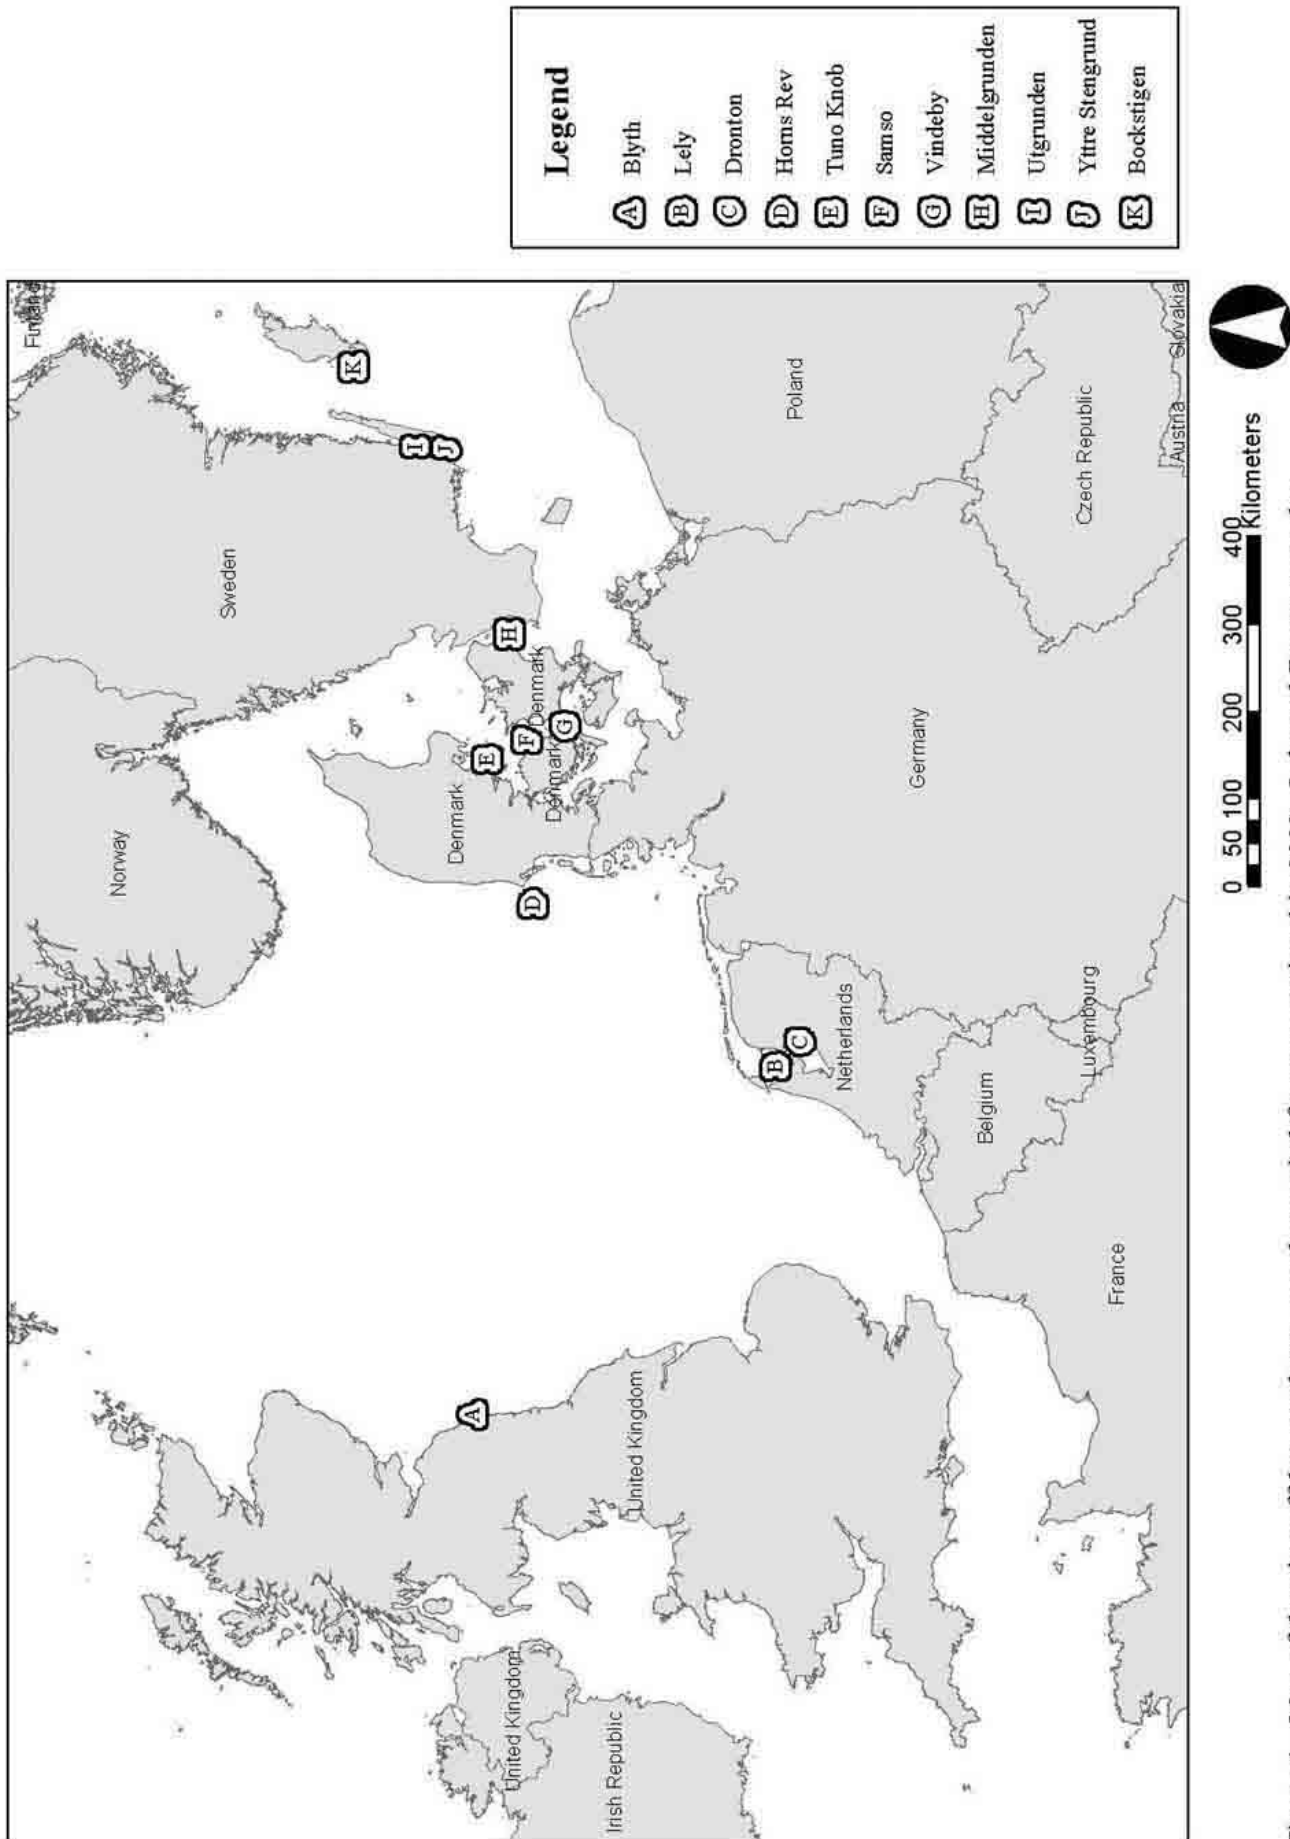 Finland
Norway
Sweden
Denmark
Denmark
Denmark
United Kingdom
United Kingdom
Irish Republic
Netherlands
Belgium
Luxembourg
France
Germany
Poland
Czech Republic
Austria
Slovakia
A
B
C
D
E
F
G
H
I
J
K
Legend
A Blyth
B Lely
C Dronton
D Horns Rev
E Tuno Knob
F Samso
G Vindeby
H Middelgrunden
I Utgrunden
J Yttre Stengrund
K Bockstigen
0 50 100 200 300 400
Kilometers